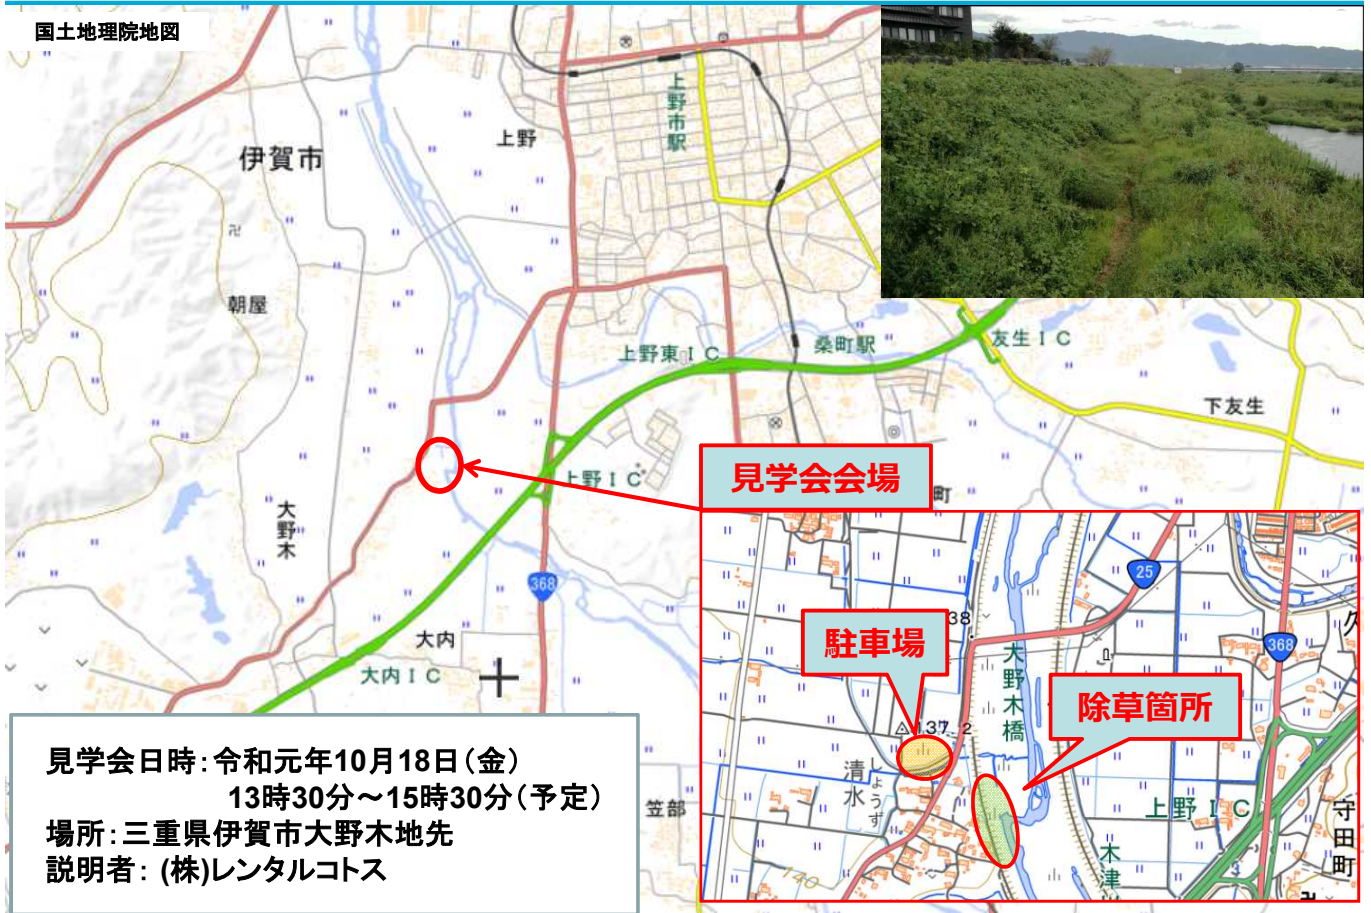 国土地理院地図
上野市駅
上野
伊賀市
朝屋
上野東IC
桑町駅
友生IC
下友生
見学会会場
上野IC
町
大野木
368
大内
大内IC
笠部
25
38
駐車場
大野木橋
368
久
除草箇所
137.2
清水
しょうず
上野IC
守田町
木津
140
見学会日時：令和元年10月18日（金）
13時30分～15時30分（予定）
場所：三重県伊賀市大野木地先
説明者： (株)レンタルコトス